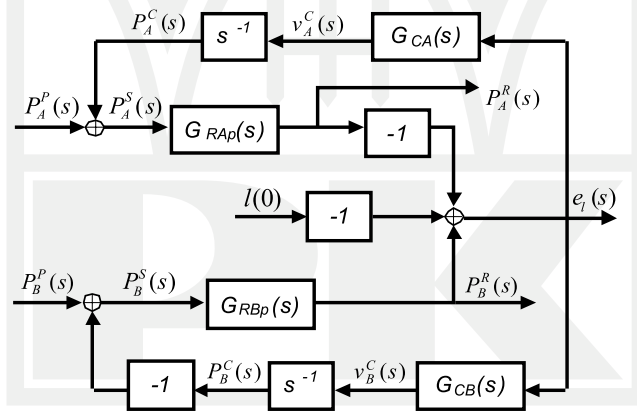 P_A^C(s) s⁻¹ v_A^C(s) G_CA(s)
P_A^P(s) P_A^S(s) G_RAp(s) -1 P_A^R(s)
l(0) -1 e_l(s)
P_B^P(s) P_B^S(s) G_RBp(s) P_B^R(s)
-1 P_B^C(s) s⁻¹ v_B^C(s) G_CB(s)